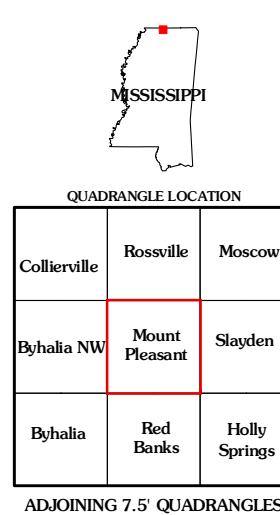 MISSISSIPPI
QUADRANGLE LOCATION
Collierville
Rossville
Moscow
Byhalia NW
Mount
Pleasant
Slayden
Byhalia
Red
Banks
Holly
Springs
ADJOINING 7.5' QUADRANGLES